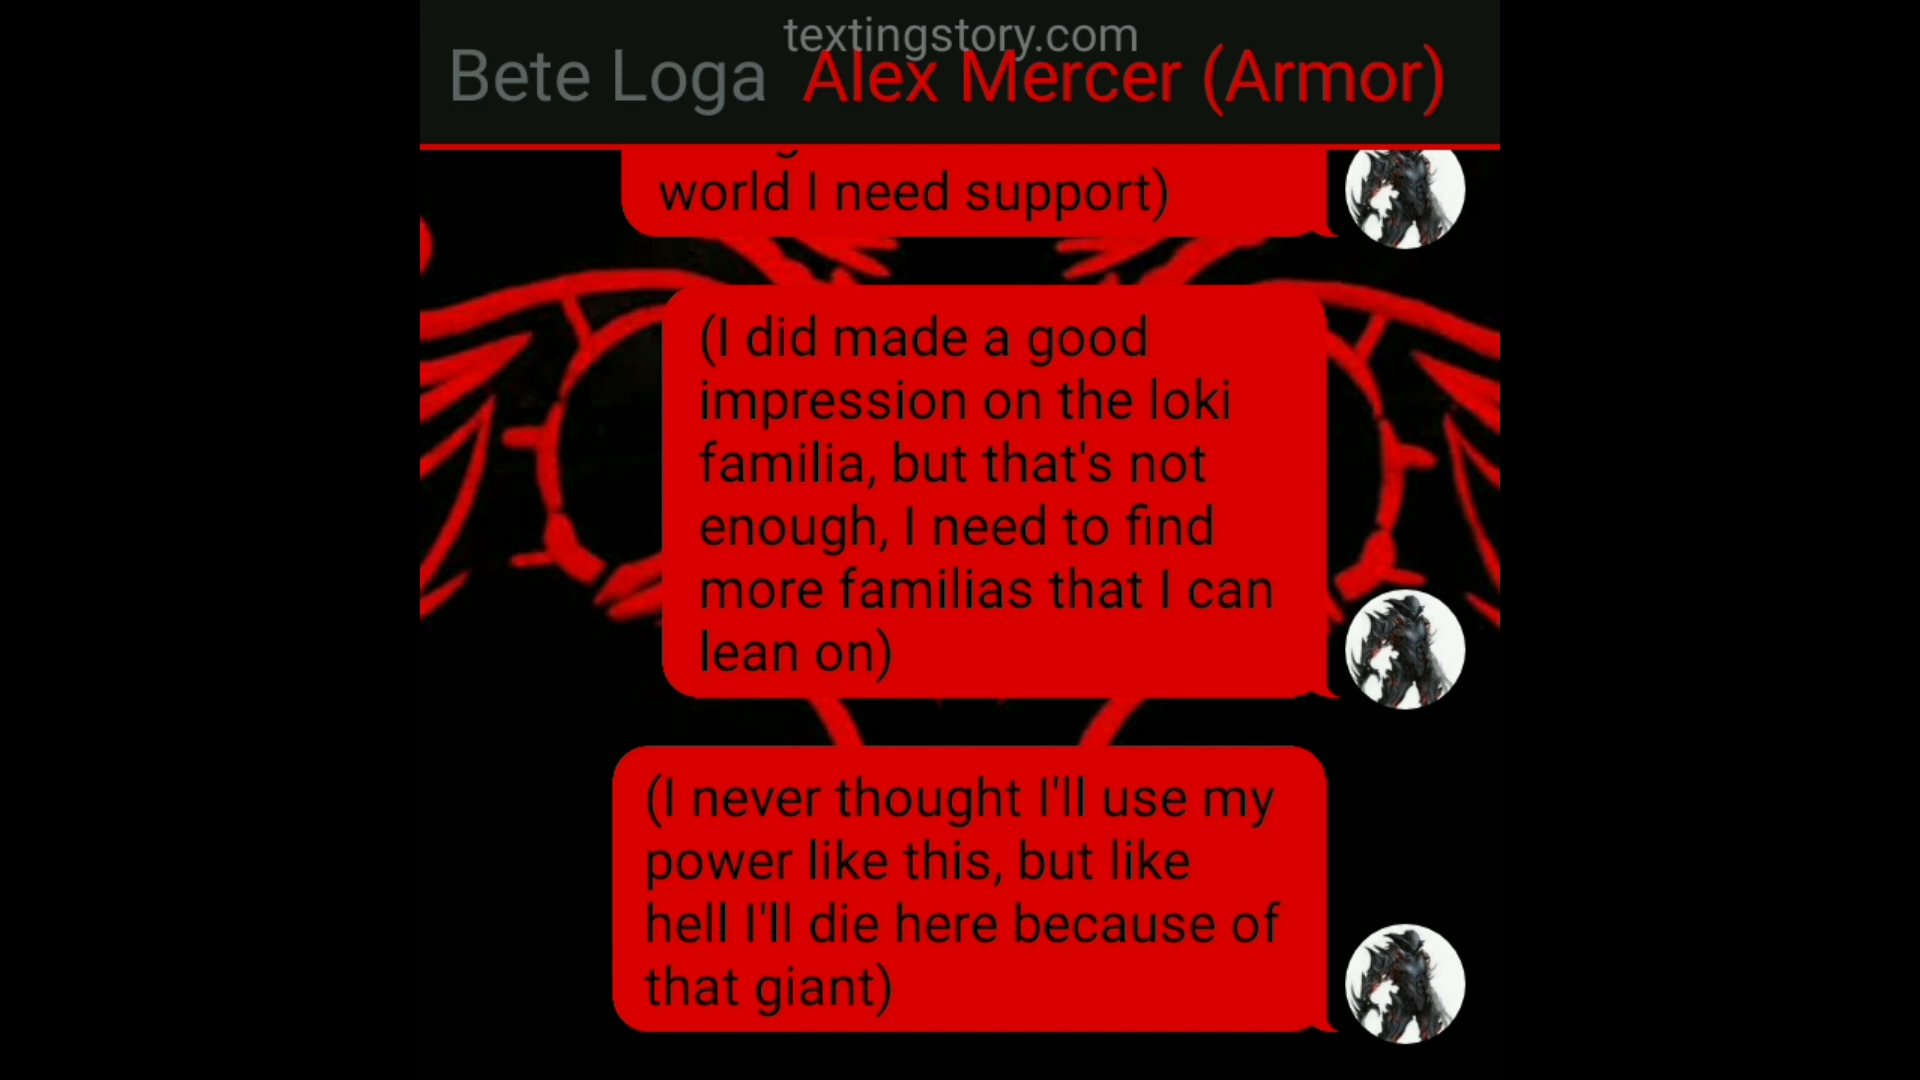 textingstory.com
Bete Loga Alex Mercer (Armor)
world I need support)
(I did made a good
impression on the loki
familia, but that's not
enough, I need to find
more familias that I can
lean on)
(I never thought I'll use my
power like this, but like
hell I'll die here because of
that giant)